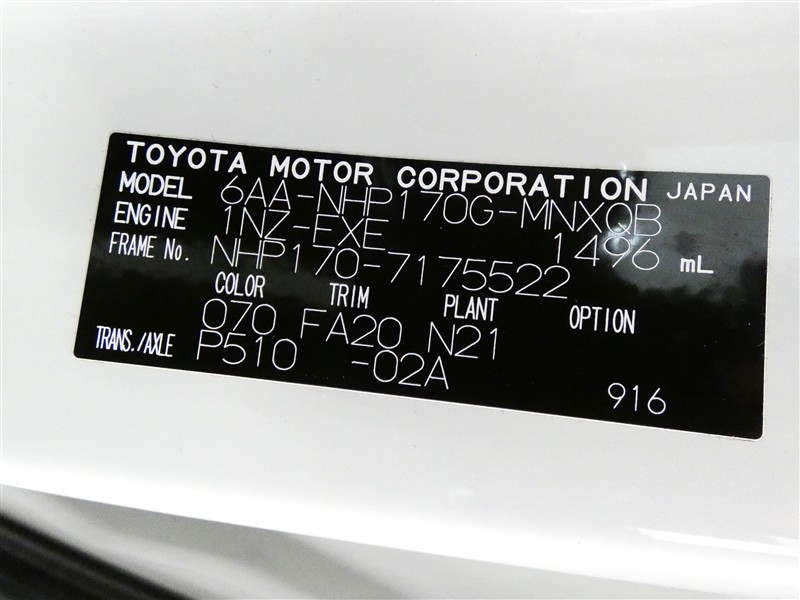 TOYOTA MOTOR CORPORATION JAPAN
MODEL 6AA-NHP170G-MNXQB
ENGINE 1NZ-FXE 1496 mL
FRAME No. NHP170-7175522
COLOR TRIM PLANT OPTION
070 FA20 N21
TRANS./AXLE P510 -02A
916